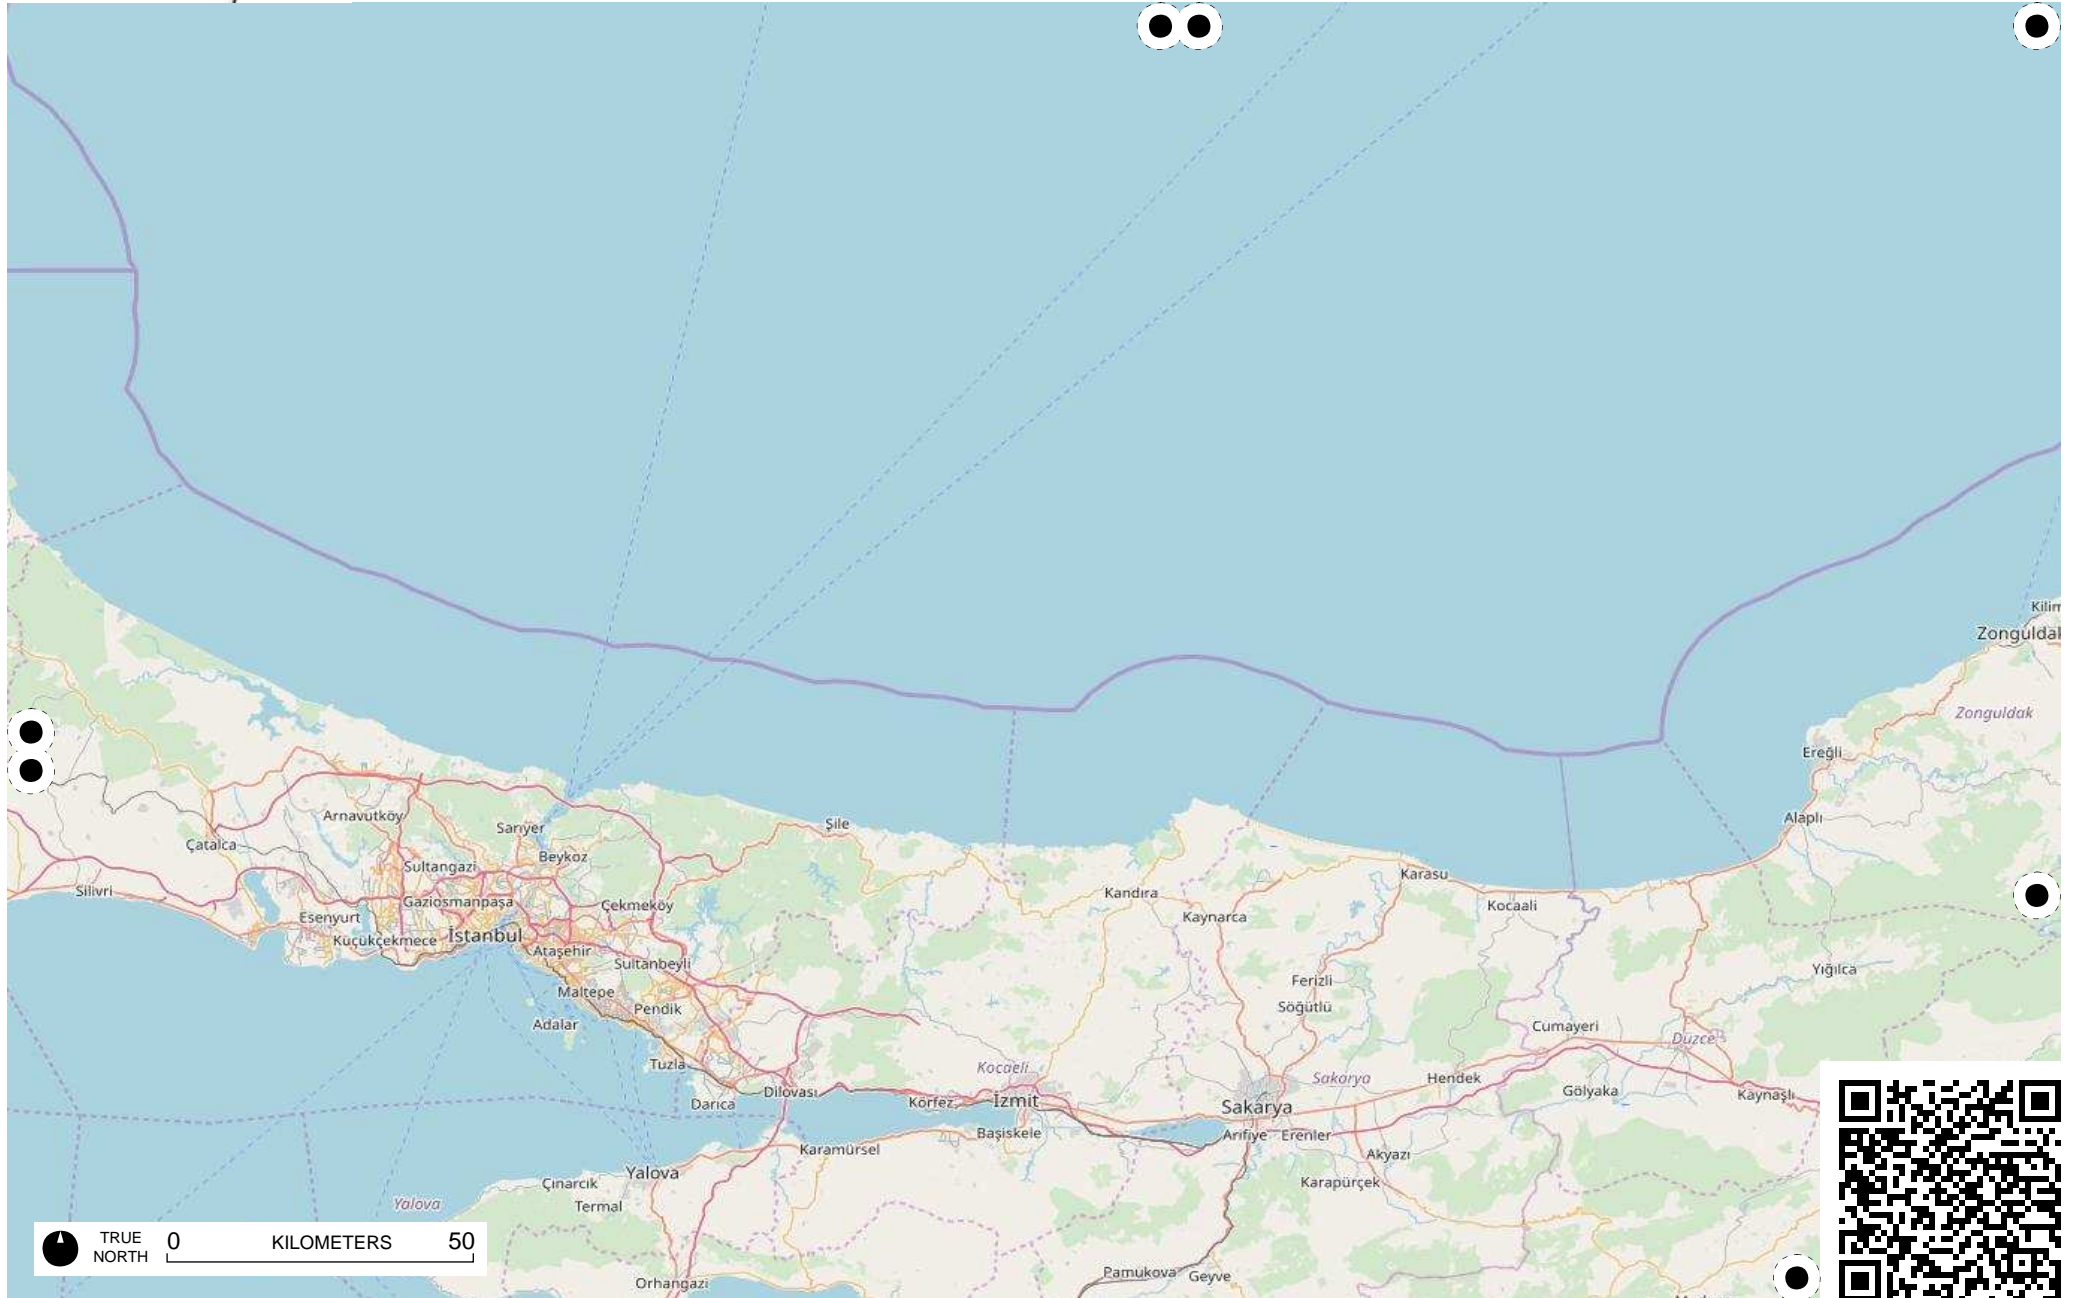 Kilim
Zonguldak
Zonguldak
Ereğli
Alaplı
Arnavutköy
Sarıyer
Şile
Çatalca
Beykoz
Sultangazi
Silivri
Karasu
Gaziosmanpaşa
Çekmeköy
Kandıra
Kocaali
Esenyurt
Kaynarca
Küçükçekmece
İstanbul
Ataşehir
Sultanbeyli
Yığılca
Maltepe
Ferizli
Pendik
Söğütlü
Adalar
Cumayeri
Düzce
Tuzla
Kocaeli
Sakarya
Hendek
Dilovası
Gölyaka
Kaynaşlı
Darıca
Körfez
İzmit
Sakarya
Başiskele
Arifiye
Erenler
Karamürsel
Akyazı
Yalova
Çınarcık
Karapürçek
Yalova
Termal
TRUE
NORTH
0 KILOMETERS 50
Pamukova
Geyve
Orhangazi